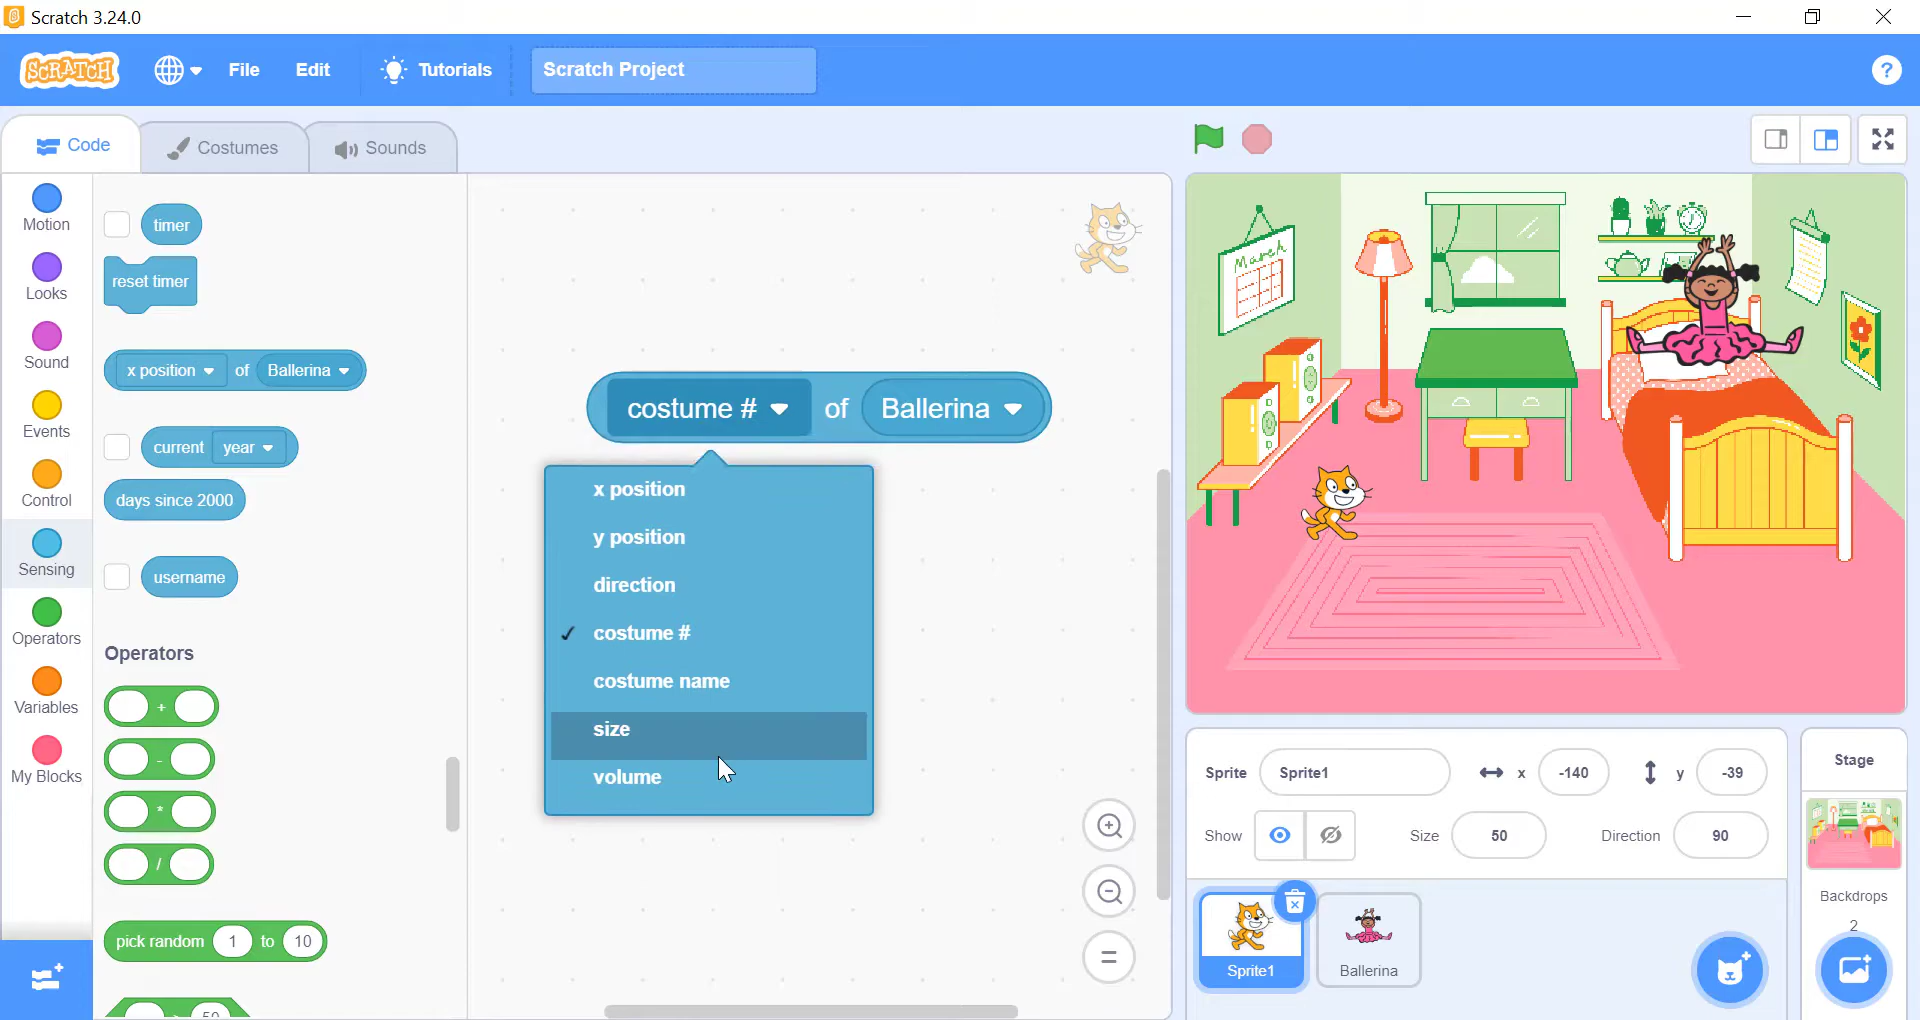 Scratch 3.24.0
SCRATCH
File
Edit
Tutorials
Scratch Project
?
Code
Costumes
Sounds
Motion
Looks
Sound
Events
Control
Sensing
Operators
Variables
My Blocks
timer
reset timer
x position of Ballerina
current year
days since 2000
username
Operators
+
-
*
/
pick random 1 to 10
50
costume # of Ballerina
x position
y position
direction
✓ costume #
costume name
size
volume
March
Sprite Sprite1 x -140 y -39
Show Size 50 Direction 90
Sprite1
Ballerina
Stage
Backdrops
2